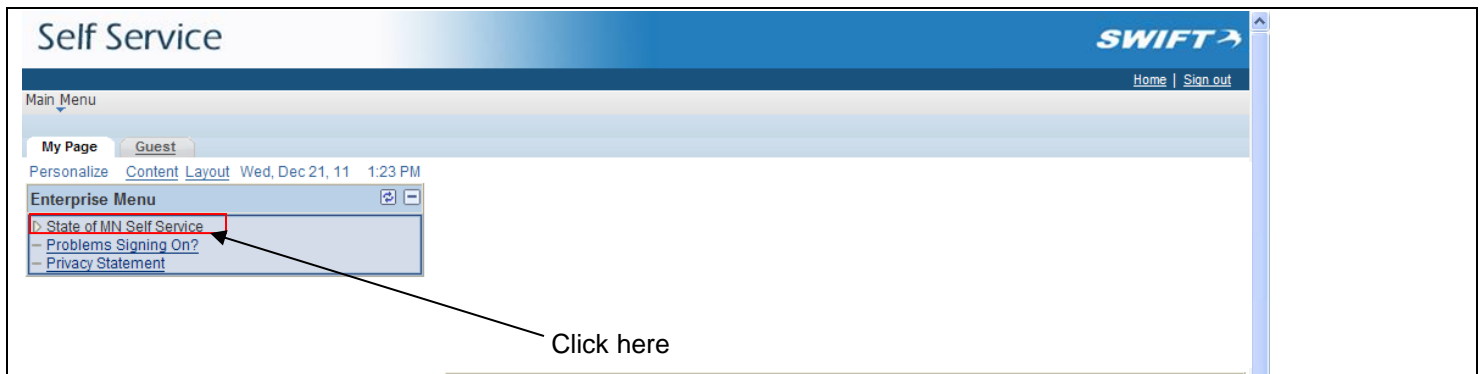 Self Service SWIFT
Home | Sign out
Main Menu
My Page Guest
Personalize Content Layout Wed, Dec 21, 11 1:23 PM
Enterprise Menu
State of MN Self Service
Problems Signing On?
Privacy Statement
Click here